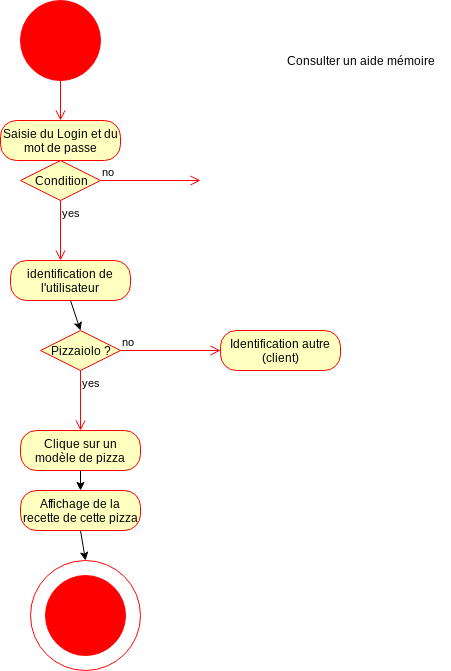 Consulter un aide mémoire
Saisie du Login et du
mot de passe
Condition
no
yes
identification de
l'utilisateur
Pizzaiolo ?
no
Identification autre
(client)
yes
Clique sur un
modèle de pizza
Affichage de la
recette de cette pizza